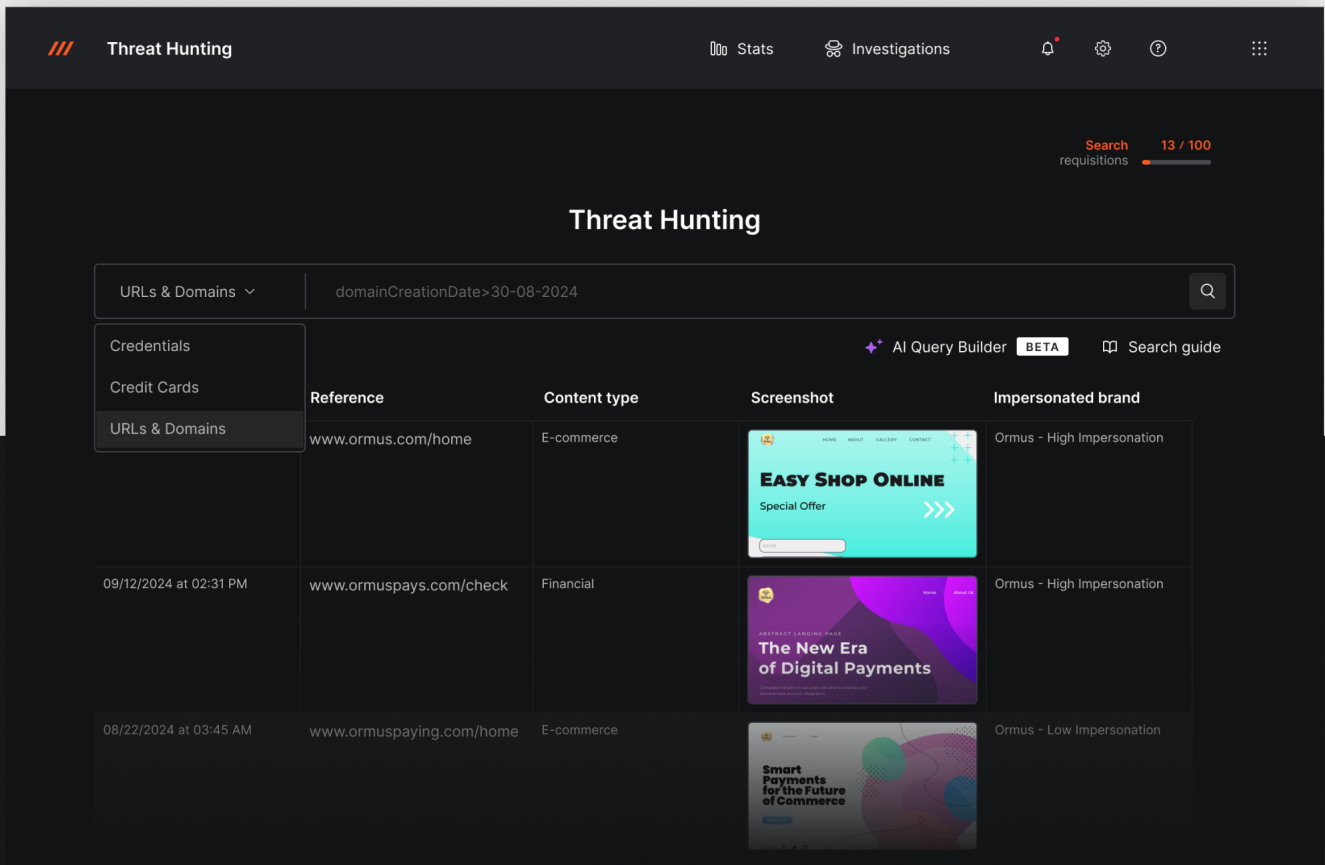 Threat Hunting
Stats
Investigations
Search 13 / 100
requisitions
Threat Hunting
URLs & Domains
domainCreationDate>30-08-2024
Credentials
Credit Cards
URLs & Domains
AI Query Builder BETA
Search guide
Reference Content type Screenshot Impersonated brand
www.ormus.com/home E-commerce Ormus - High Impersonation
HOME ABOUT GALLERY CONTACT
EASY SHOP ONLINE
Special Offer
09/12/2024 at 02:31 PM www.ormuspays.com/check Financial Ormus - High Impersonation
Home About Us
ABSTRACT LANDING PAGE
The New Era
of Digital Payments
08/22/2024 at 03:45 AM www.ormuspaying.com/home E-commerce Ormus - Low Impersonation
Smart
Payments
for the Future
of Commerce